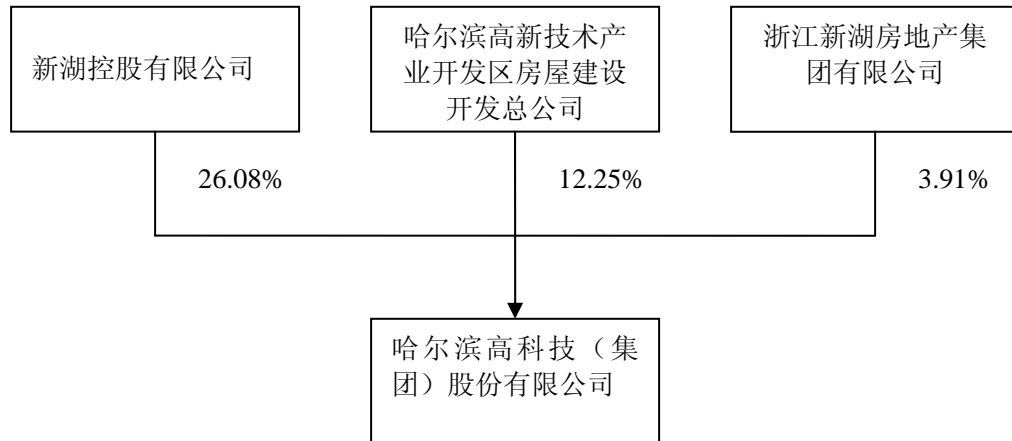 新湖控股有限公司
哈尔滨高新技术产
业开发区房屋建设
开发总公司
浙江新湖房地产集
团有限公司
26.08%
12.25%
3.91%
哈尔滨高科技（集
团）股份有限公司